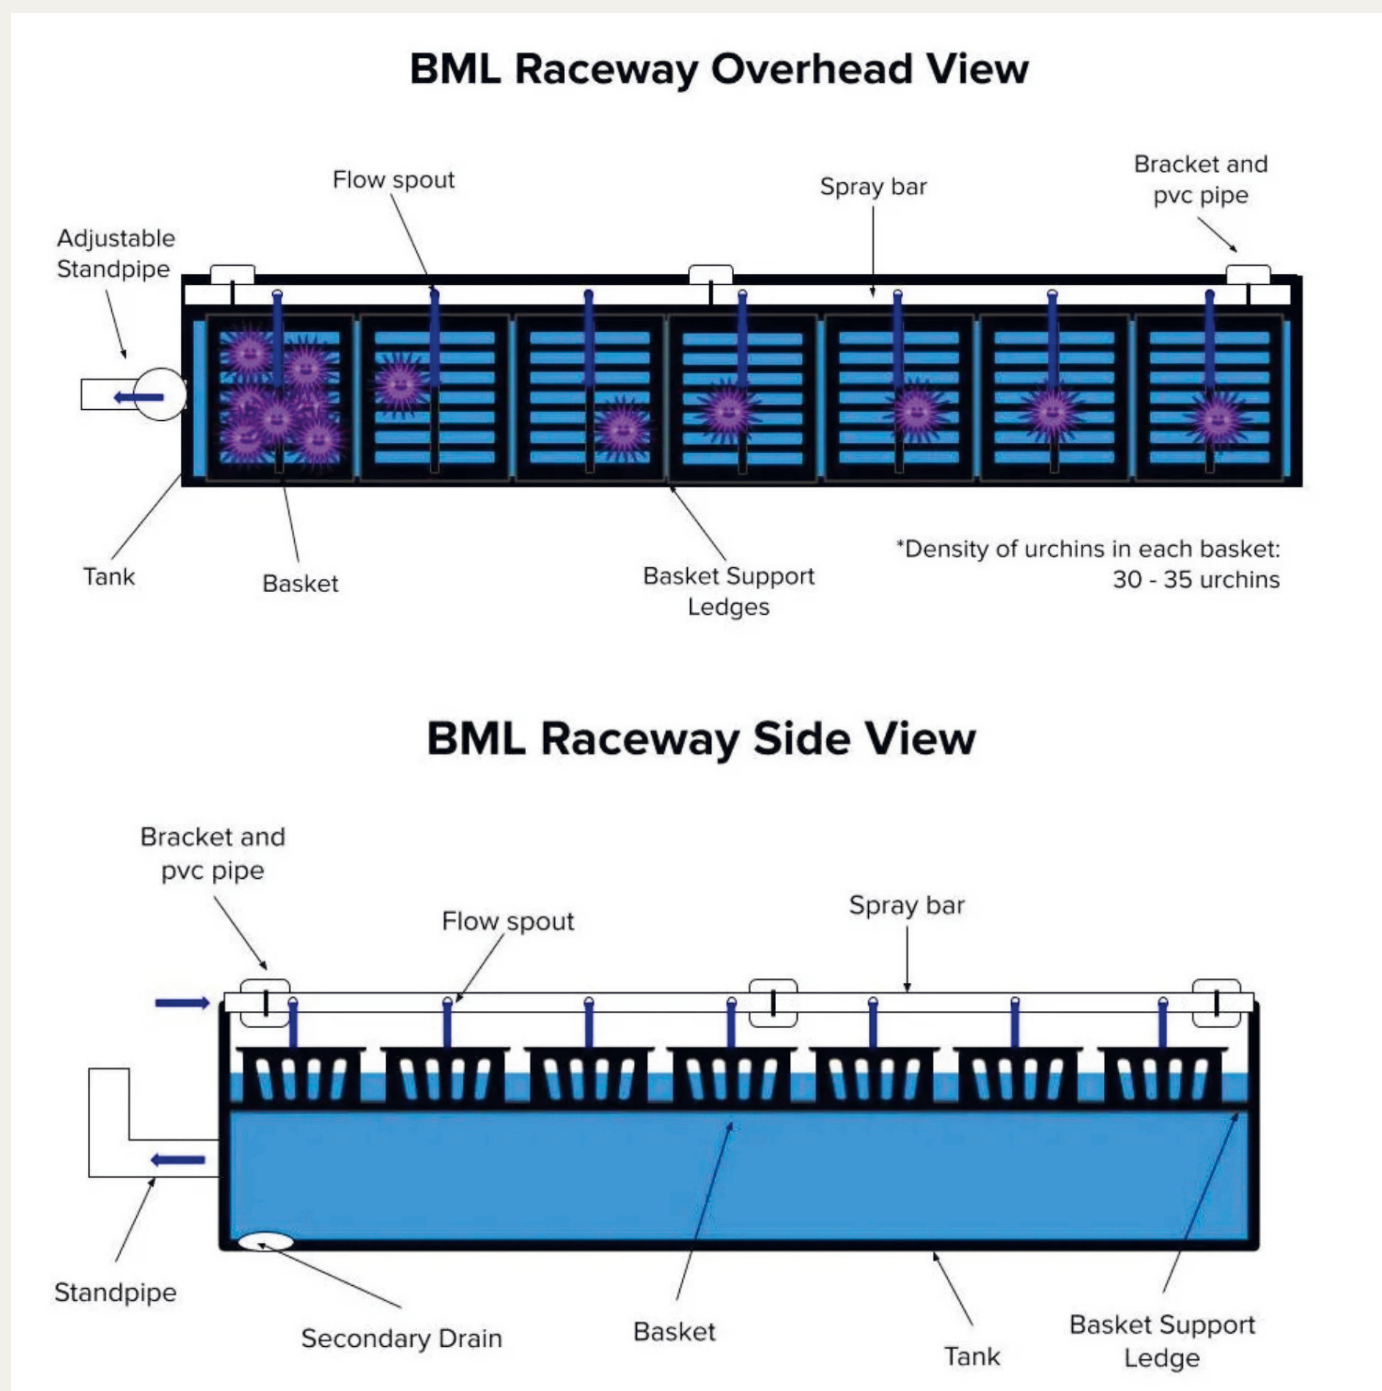 BML Raceway Overhead View
Flow spout
Spray bar
Bracket and
pvc pipe
Adjustable
Standpipe
Tank
Basket
Basket Support
Ledges
*Density of urchins in each basket:
30 - 35 urchins
BML Raceway Side View
Bracket and
pvc pipe
Flow spout
Spray bar
Standpipe
Secondary Drain
Basket
Tank
Basket Support
Ledge